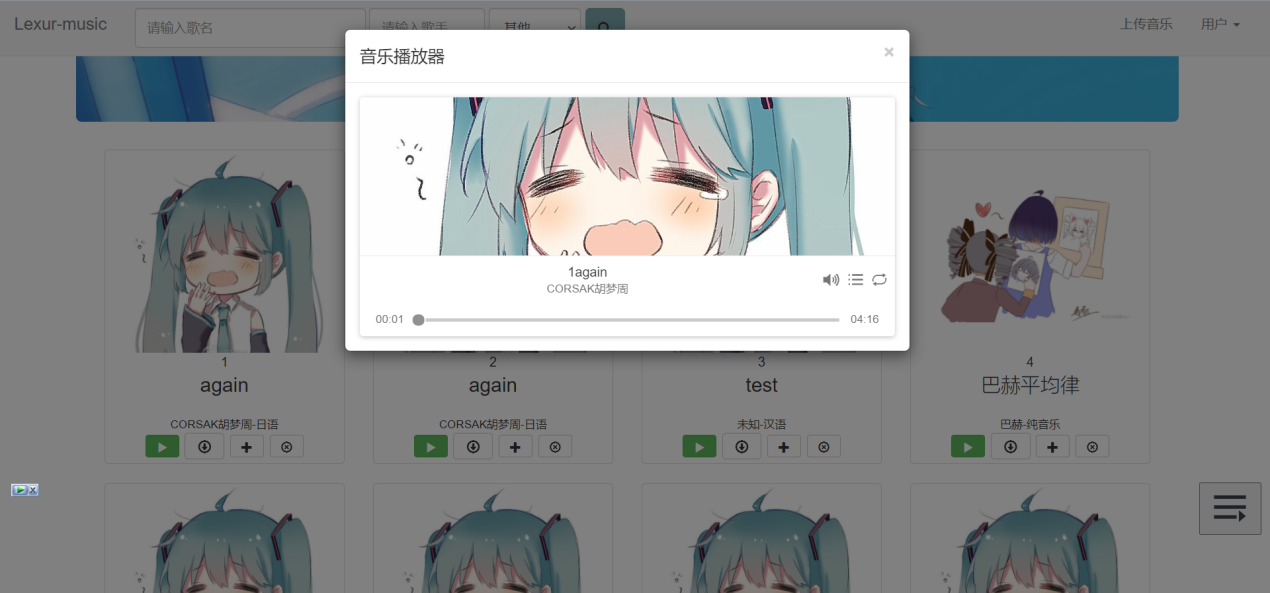 Lexur-music
请输入歌名
请输入歌手
其他
上传音乐
用户
音乐播放器
×
1again
CORSAK胡梦周
00:01
04:16
1
again
CORSAK胡梦周-日语
2
again
CORSAK胡梦周-日语
3
test
未知-汉语
4
巴赫平均律
巴赫-纯音乐